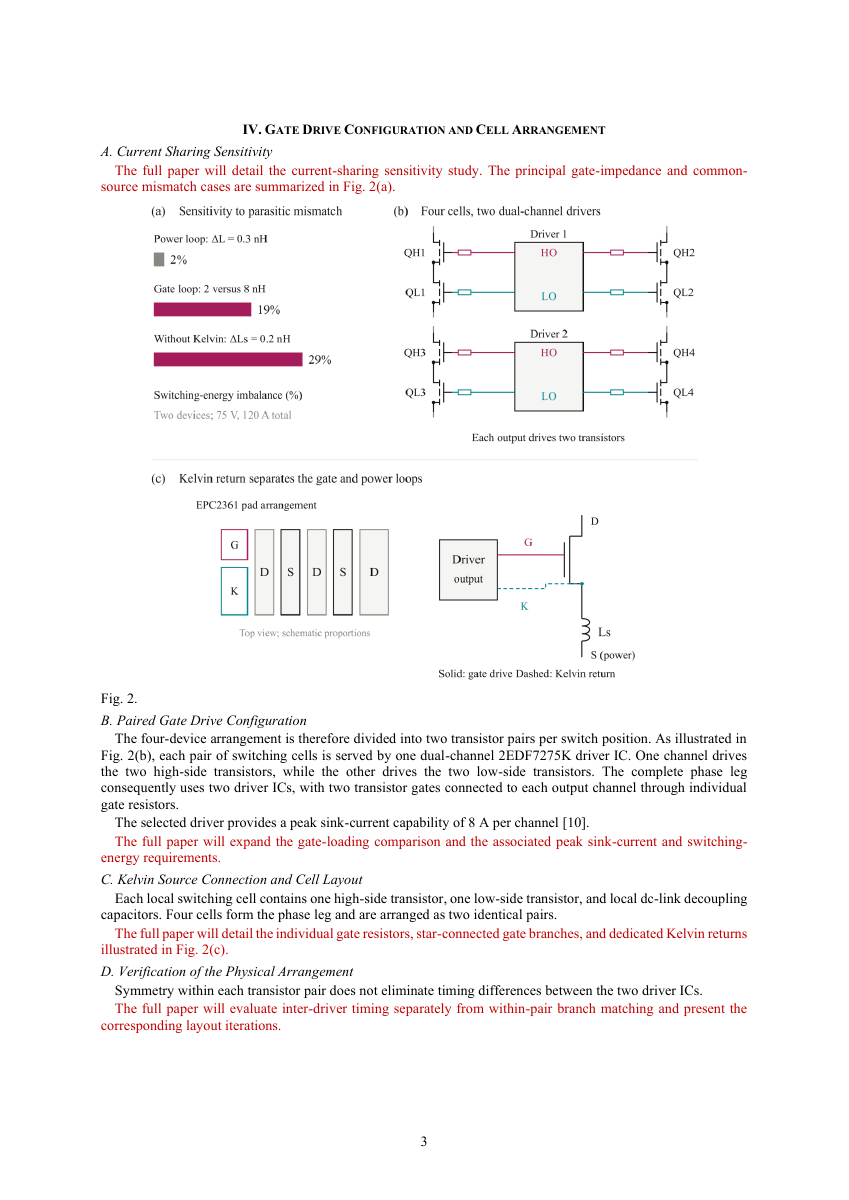 IV. GATE DRIVE CONFIGURATION AND CELL ARRANGEMENT
A. Current Sharing Sensitivity
The full paper will detail the current-sharing sensitivity study. The principal gate-impedance and common-
source mismatch cases are summarized in Fig. 2(a).
(a) Sensitivity to parasitic mismatch
Power loop: ΔL = 0.3 nH
2%
Gate loop: 2 versus 8 nH
19%
Without Kelvin: ΔLs = 0.2 nH
29%
Switching-energy imbalance (%)
Two devices; 75 V, 120 A total
(b) Four cells, two dual-channel drivers
Driver 1
QH1 HO QH2
QL1 LO QL2
Driver 2
QH3 HO QH4
QL3 LO QL4
Each output drives two transistors
(c) Kelvin return separates the gate and power loops
EPC2361 pad arrangement
G
K
D S D S D
Top view; schematic proportions
D
G
Driver
output
K
Ls
S (power)
Solid: gate drive Dashed: Kelvin return
Fig. 2.
B. Paired Gate Drive Configuration
The four-device arrangement is therefore divided into two transistor pairs per switch position. As illustrated in
Fig. 2(b), each pair of switching cells is served by one dual-channel 2EDF7275K driver IC. One channel drives
the two high-side transistors, while the other drives the two low-side transistors. The complete phase leg
consequently uses two driver ICs, with two transistor gates connected to each output channel through individual
gate resistors.
The selected driver provides a peak sink-current capability of 8 A per channel [10].
The full paper will expand the gate-loading comparison and the associated peak sink-current and switching-
energy requirements.
C. Kelvin Source Connection and Cell Layout
Each local switching cell contains one high-side transistor, one low-side transistor, and local dc-link decoupling
capacitors. Four cells form the phase leg and are arranged as two identical pairs.
The full paper will detail the individual gate resistors, star-connected gate branches, and dedicated Kelvin returns
illustrated in Fig. 2(c).
D. Verification of the Physical Arrangement
Symmetry within each transistor pair does not eliminate timing differences between the two driver ICs.
The full paper will evaluate inter-driver timing separately from within-pair branch matching and present the
corresponding layout iterations.
3